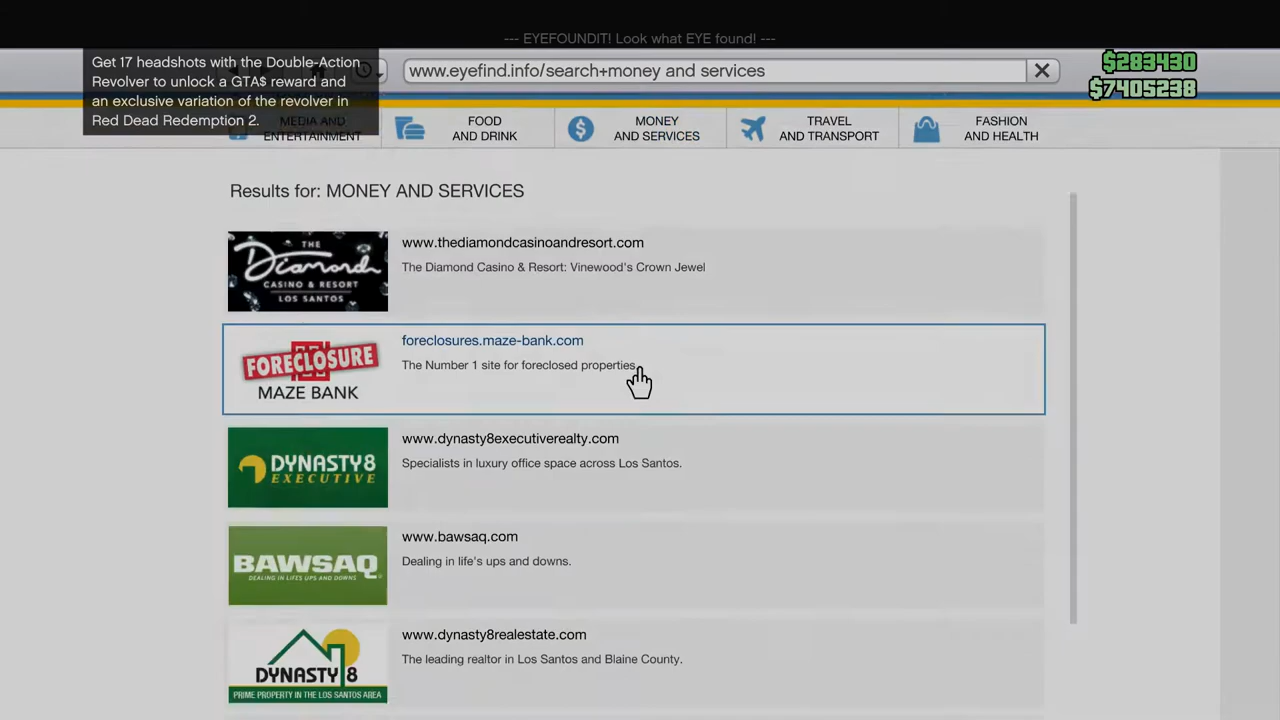 --- EYEFOUNDIT! Look what EYE found! ---
Get 17 headshots with the Double-Action
Revolver to unlock a GTA$ reward and
an exclusive variation of the revolver in
Red Dead Redemption 2.
www.eyefind.info/search+money and services
$283430
$7405238
MEDIA AND
ENTERTAINMENT
FOOD
AND DRINK
MONEY
AND SERVICES
TRAVEL
AND TRANSPORT
FASHION
AND HEALTH
Results for: MONEY AND SERVICES
THE
Diamond
CASINO & RESORT
LOS SANTOS
www.thediamondcasinoandresort.com
The Diamond Casino & Resort: Vinewood's Crown Jewel
FORECLOSURE
MAZE BANK
foreclosures.maze-bank.com
The Number 1 site for foreclosed properties.
DYNASTY8
EXECUTIVE
www.dynasty8executiverealty.com
Specialists in luxury office space across Los Santos.
BAWSAQ
DEALING IN LIFE'S UPS AND DOWNS
www.bawsaq.com
Dealing in life's ups and downs.
DYNASTY 8
PRIME PROPERTY IN THE LOS SANTOS AREA
www.dynasty8realestate.com
The leading realtor in Los Santos and Blaine County.